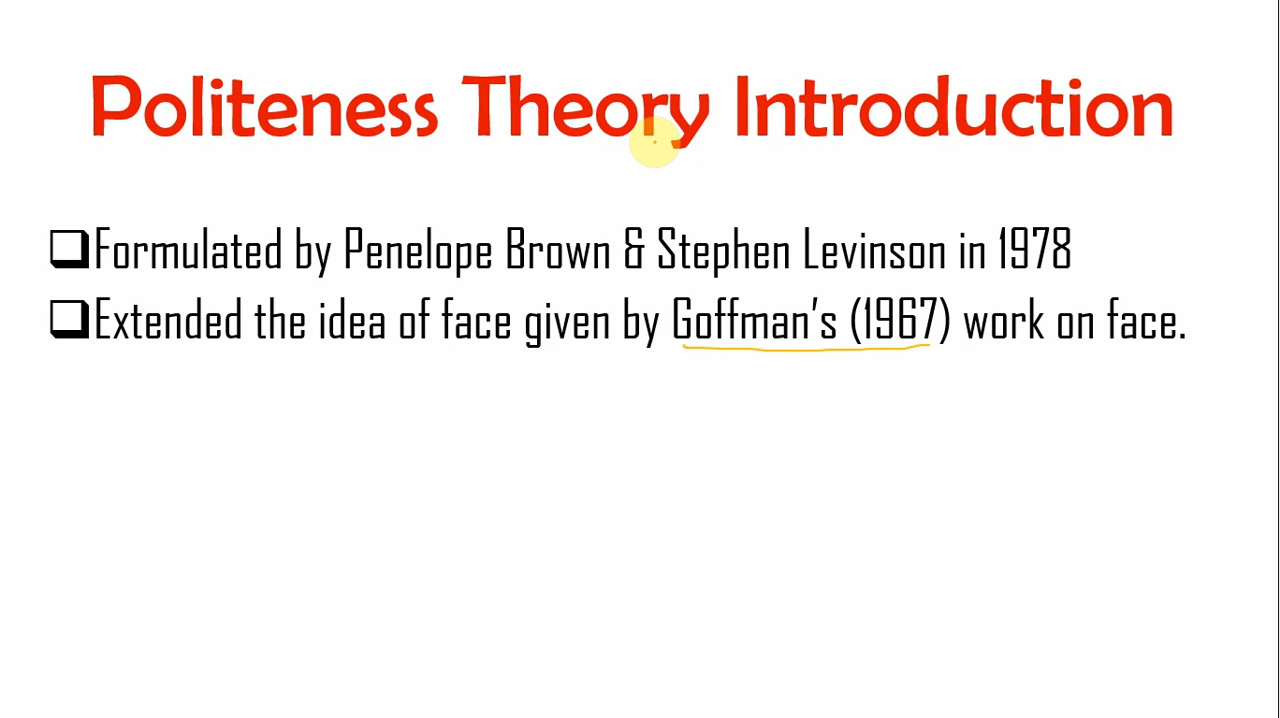 Politeness Theory Introduction
Formulated by Penelope Brown & Stephen Levinson in 1978
Extended the idea of face given by Goffman's (1967) work on face.